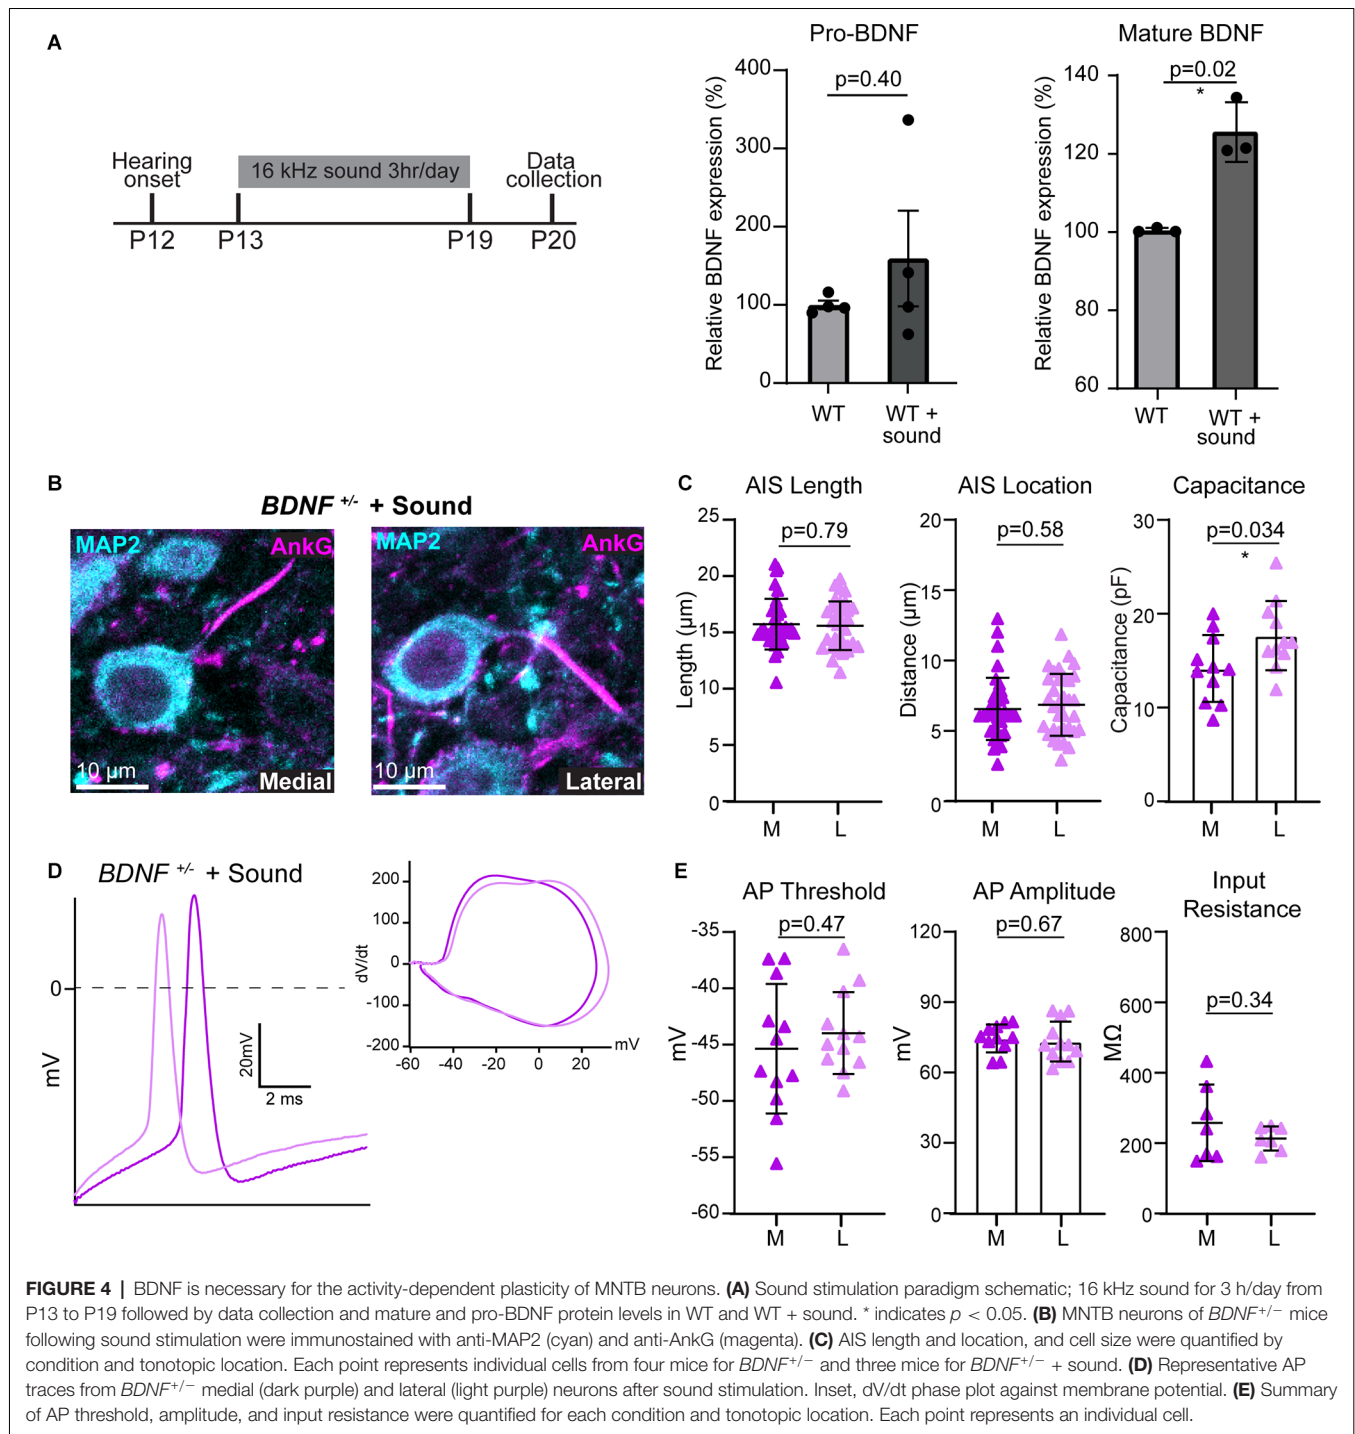 A
Hearing
onset
16 kHz sound 3hr/day
Data
collection
P12
P13
P19
P20
Pro-BDNF
Relative BDNF expression (%)
400
300
200
100
0
p=0.40
WT
WT +
sound
Mature BDNF
Relative BDNF expression (%)
140
120
100
80
60
p=0.02
*
WT
WT +
sound
B
BDNF +/- + Sound
MAP2
AnkG
10 µm
Medial
MAP2
AnkG
10 µm
Lateral
C
AIS Length
Length (µm)
25
20
15
10
5
0
p=0.79
M
L
AIS Location
Distance (µm)
20
15
10
5
0
p=0.58
M
L
Capacitance
Capacitance (pF)
30
20
10
0
p=0.034
*
M
L
D
BDNF +/- + Sound
mV
0
20mV
2 ms
dV/dt
200
100
0
-100
-200
-60
-40
-20
0
20
mV
E
AP Threshold
mV
-35
-40
-45
-50
-55
-60
p=0.47
M
L
AP Amplitude
mV
120
90
60
30
0
p=0.67
M
L
Input
Resistance
MΩ
800
600
400
200
0
p=0.34
M
L
FIGURE 4 | BDNF is necessary for the activity-dependent plasticity of MNTB neurons. (A) Sound stimulation paradigm schematic; 16 kHz sound for 3 h/day from
P13 to P19 followed by data collection and mature and pro-BDNF protein levels in WT and WT + sound. * indicates p < 0.05. (B) MNTB neurons of BDNF+/− mice
following sound stimulation were immunostained with anti-MAP2 (cyan) and anti-AnkG (magenta). (C) AIS length and location, and cell size were quantified by
condition and tonotopic location. Each point represents individual cells from four mice for BDNF+/− and three mice for BDNF+/− + sound. (D) Representative AP
traces from BDNF+/− medial (dark purple) and lateral (light purple) neurons after sound stimulation. Inset, dV/dt phase plot against membrane potential. (E) Summary
of AP threshold, amplitude, and input resistance were quantified for each condition and tonotopic location. Each point represents an individual cell.